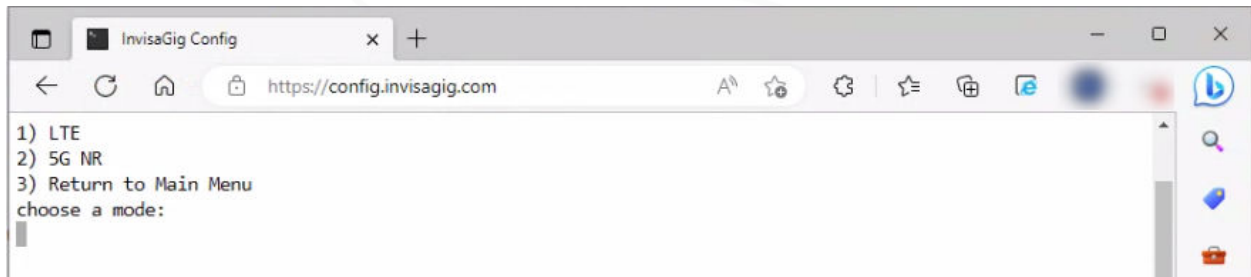 InvisaGig Config
https://config.invisagig.com
1) LTE
2) 5G NR
3) Return to Main Menu
choose a mode: